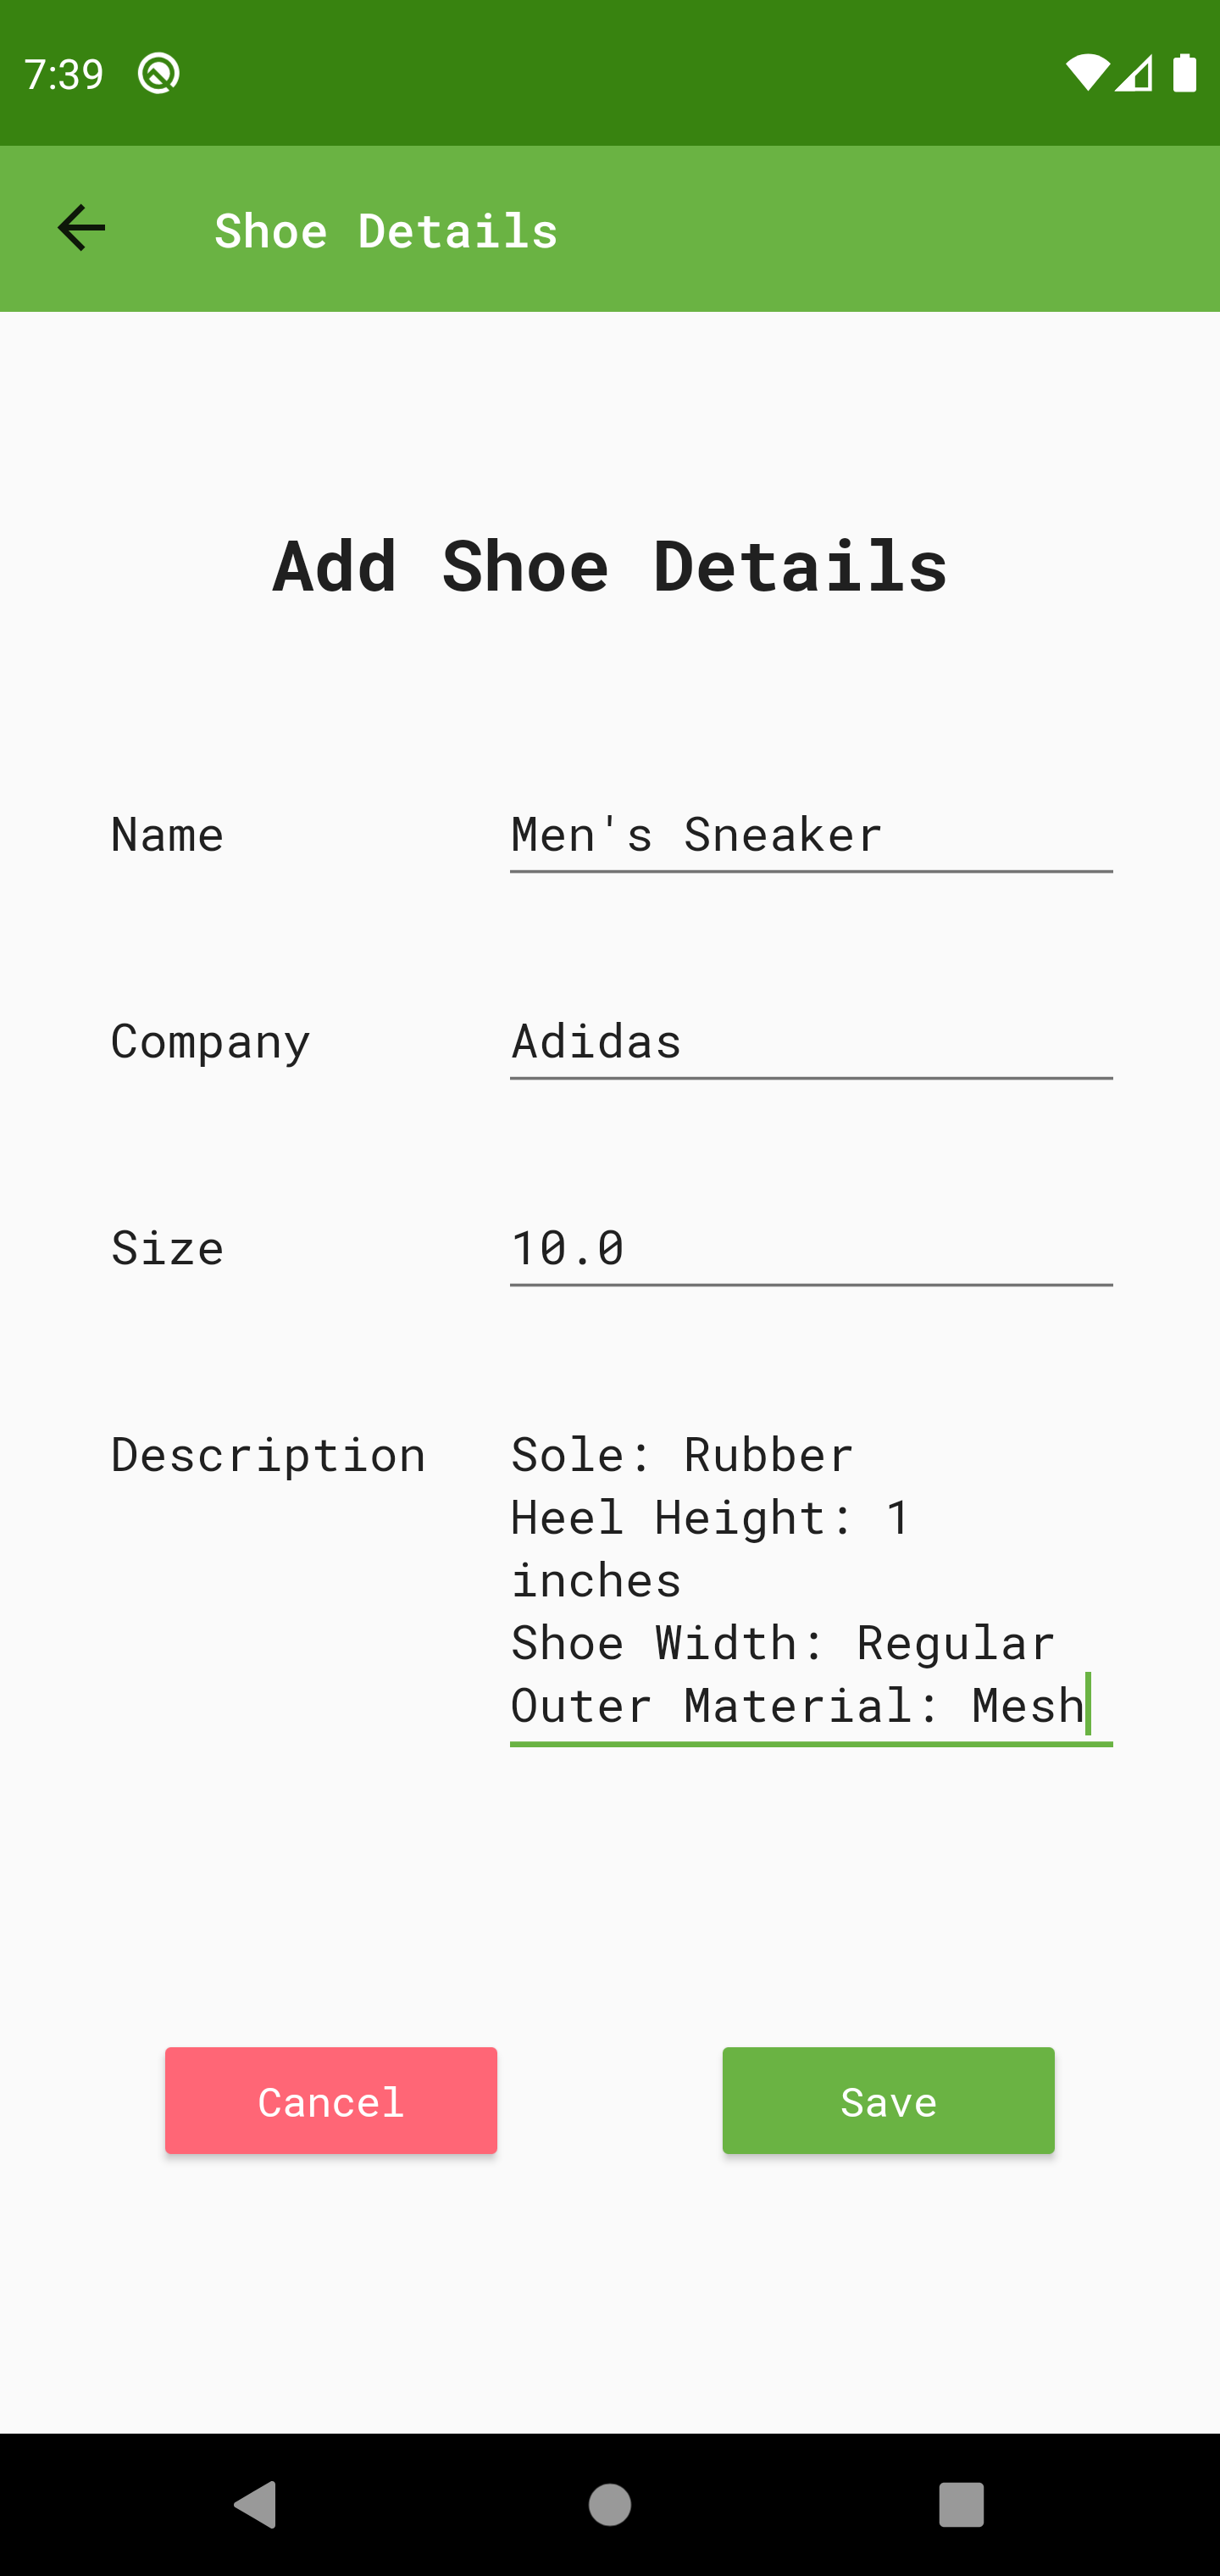 7:39
Shoe Details
Add Shoe Details
Name
Men's Sneaker
Company
Adidas
Size
10.0
Description
Sole: Rubber
Heel Height: 1
inches
Shoe Width: Regular
Outer Material: Mesh
Cancel
Save